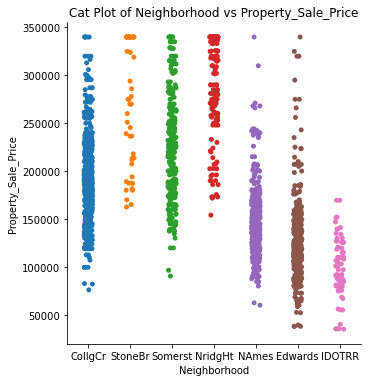 Cat Plot of Neighborhood vs Property_Sale_Price
350000
300000
250000
200000
150000
100000
50000
Property_Sale_Price
CollgCr StoneBr Somerst NridgHt NAmes Edwards IDOTRR
Neighborhood